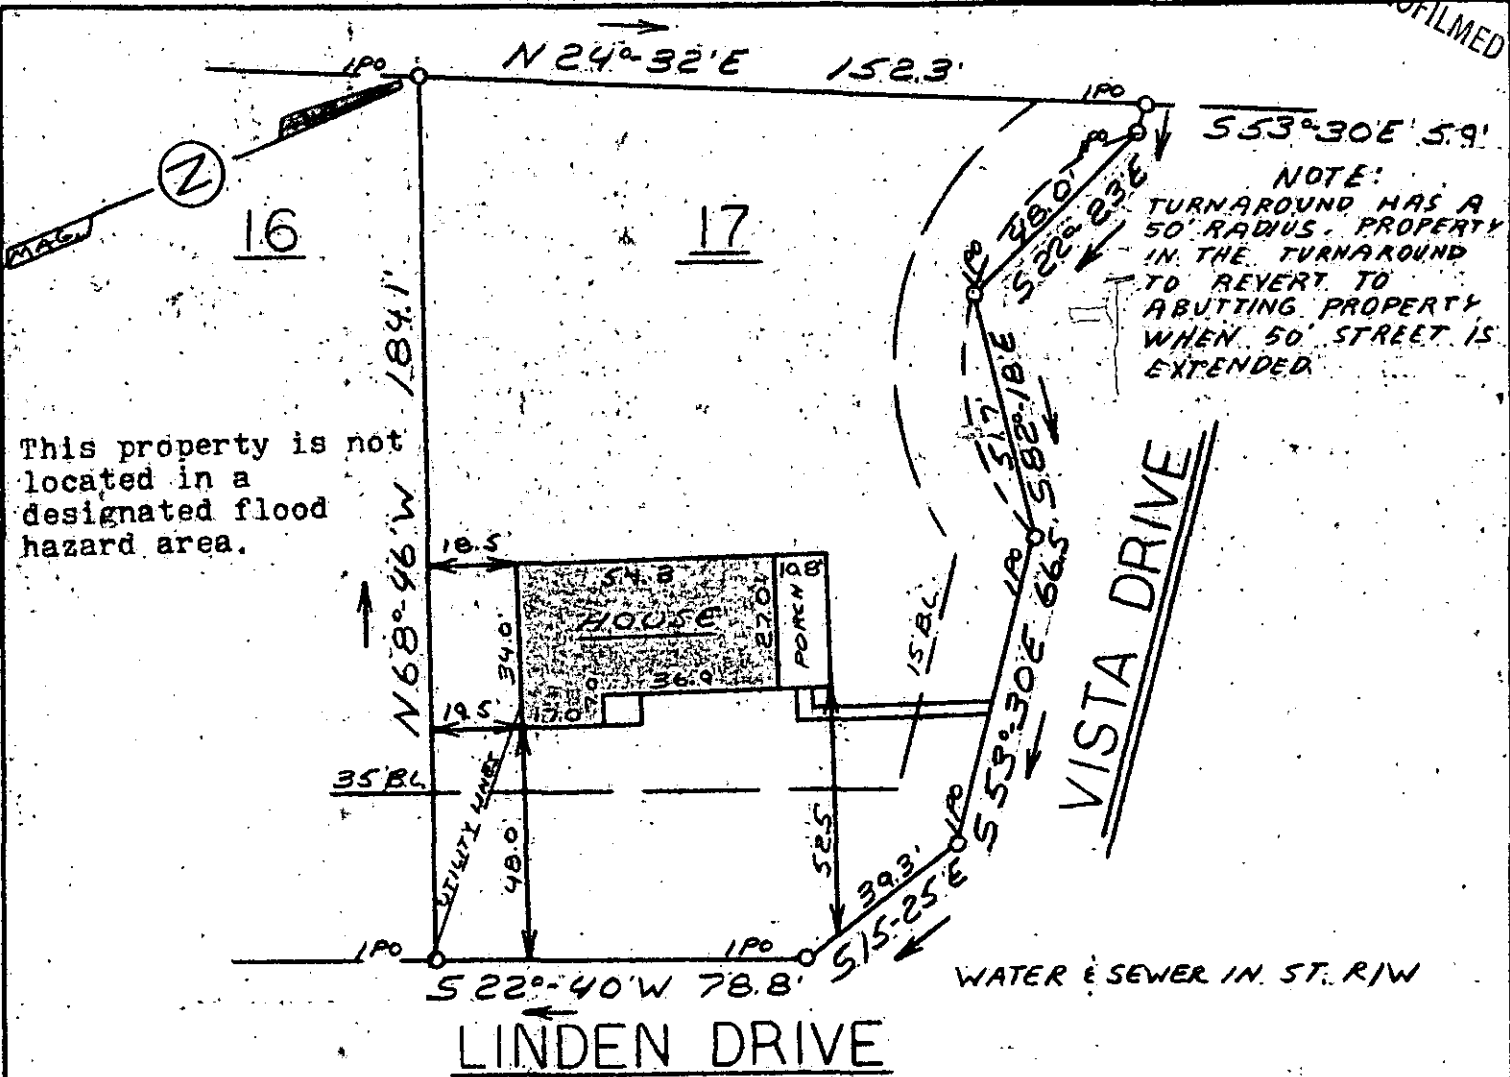 OFILMED
IPO
N 24°-32'E 152.3'
IPO
S 53°-30'E 5.9'
IPO
48.0'
S 22°-23'E
NOTE:
TURNAROUND HAS A
50' RADIUS. PROPERTY
IN THE TURNAROUND
TO REVERT TO
ABUTTING PROPERTY
WHEN 50' STREET IS
EXTENDED.
N
MAG.
16
17
IPO
51.7'
S 82°-18'E
N 68°-46'W 184.1'
This property is not
located in a
designated flood
hazard area.
18.5'
54.8
10.8'
HOUSE
27.0'
PORCH
34.0'
36.0
7.0
17.0
19.5'
IPO
S 53°-30'E 66.5'
15' B.L.
VISTA DRIVE
35' B.L.
UTILITY LINES
48.0'
52.5
IPO
39.3'
S 15-25'E
IPO
IPO
S 22°-40'W 78.8'
WATER & SEWER IN ST. R/W
LINDEN DRIVE